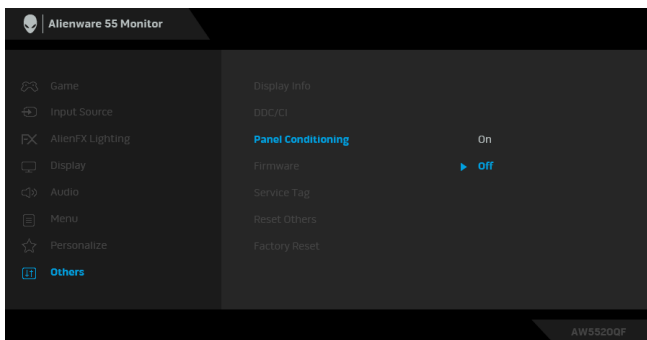 Alienware 55 Monitor
Game
Input Source
FX AlienFX Lighting
Display
Audio
Menu
Personalize
Others
Display Info
DDC/CI
Panel Conditioning On
Firmware Off
Service Tag
Reset Others
Factory Reset
AW5520QF